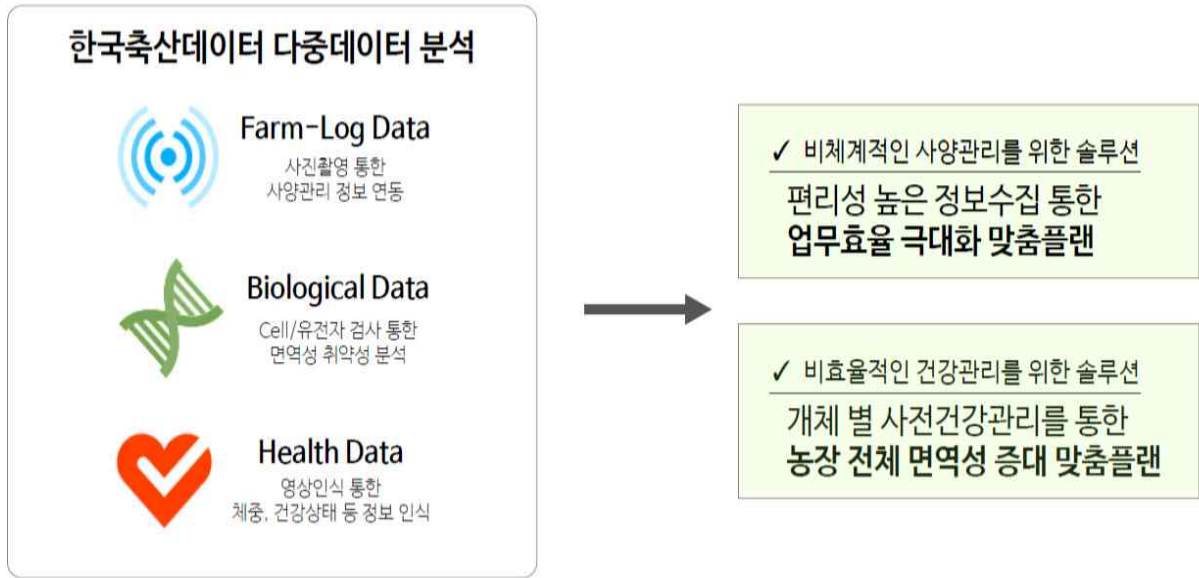 한국축산데이터 다중데이터 분석
Farm-Log Data
사진촬영 통한
사양관리 정보 연동
Biological Data
Cell/유전자 검사 통한
면역성 취약성 분석
Health Data
영상인식 통한
체중, 건강상태 등 정보 인식
✓ 비체계적인 사양관리를 위한 솔루션
편리성 높은 정보수집 통한
업무효율 극대화 맞춤플랜
✓ 비효율적인 건강관리를 위한 솔루션
개체 별 사전건강관리를 통한
농장 전체 면역성 증대 맞춤플랜